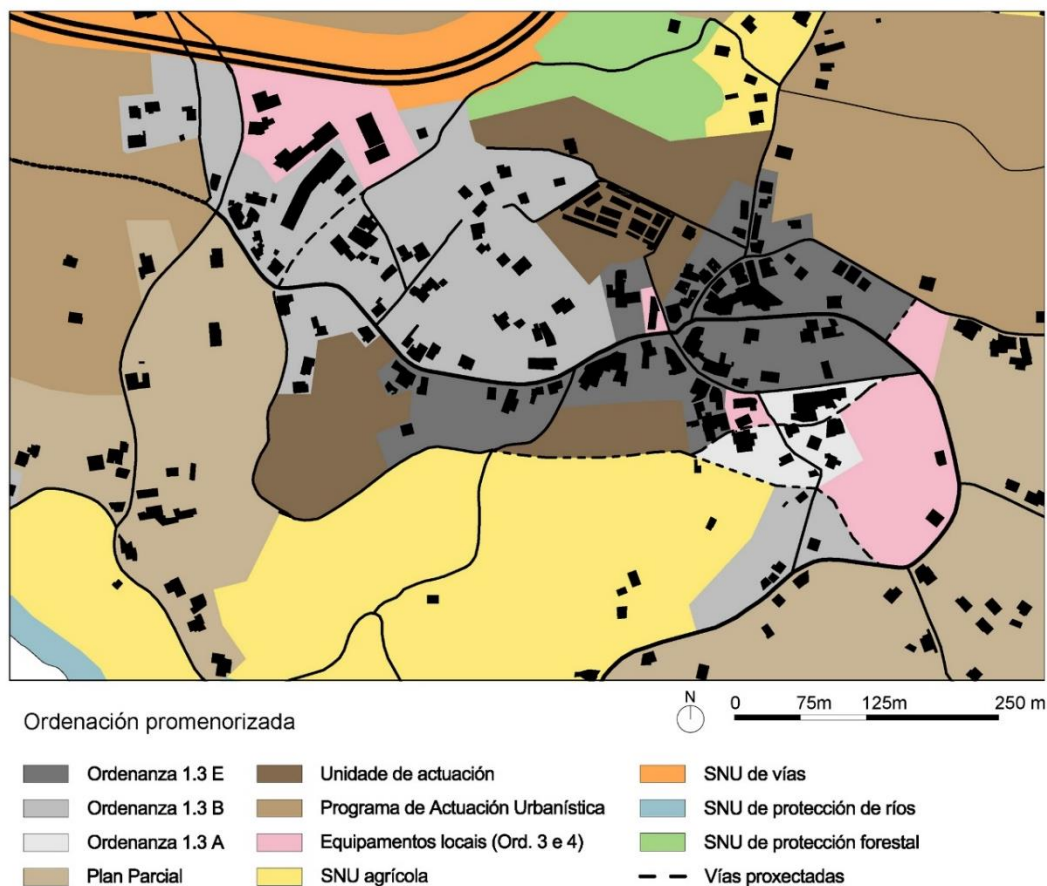 N
0 75m 125m 250 m
Ordenación promenorizada
Ordenanza 1.3 E
Ordenanza 1.3 B
Ordenanza 1.3 A
Plan Parcial
Unidade de actuación
Programa de Actuación Urbanística
Equipamentos locais (Ord. 3 e 4)
SNU agrícola
SNU de vías
SNU de protección de ríos
SNU de protección forestal
Vías proxectadas